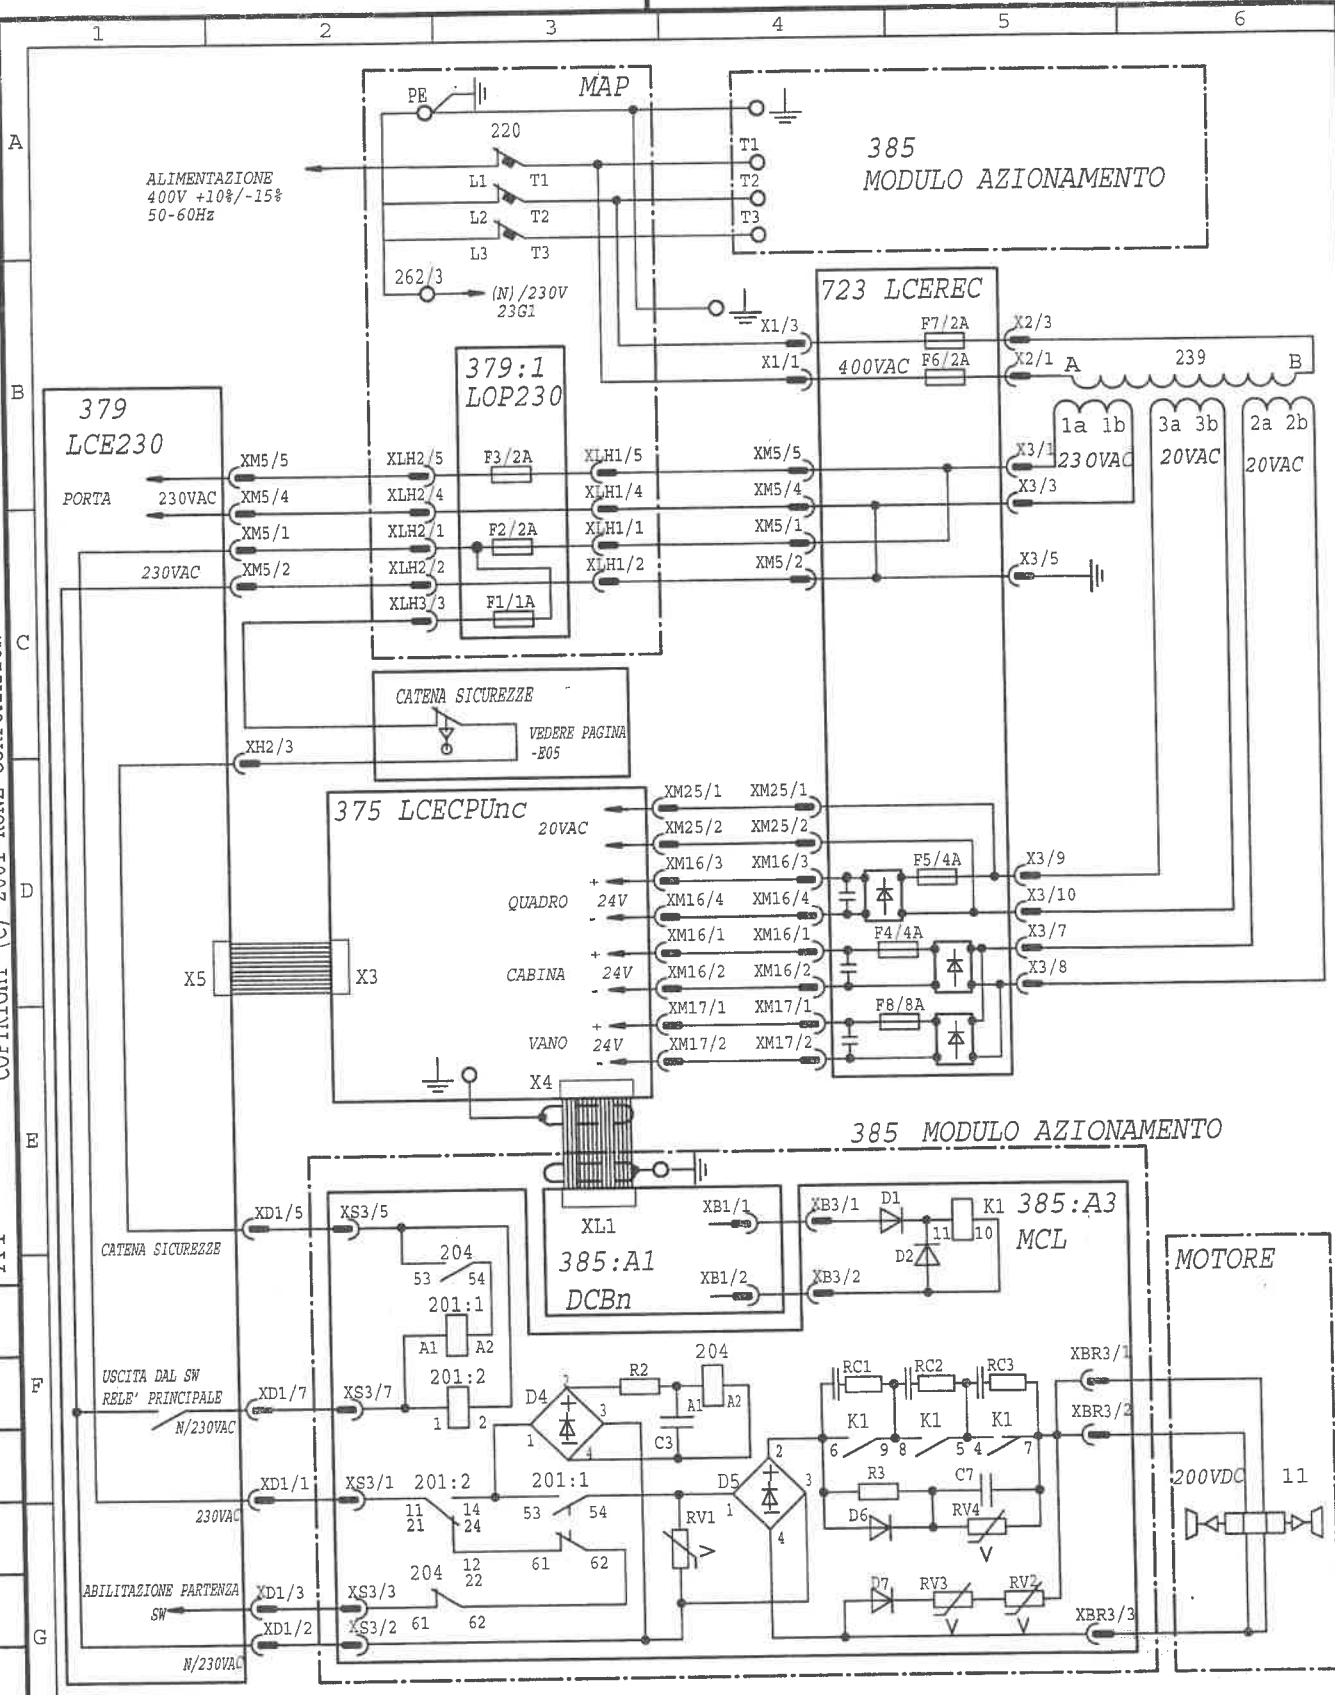 1 2 3 4 5 6
A
B
C
D
E
F
G
PE
MAP
220
L1 T1
L2 T2
L3 T3
ALIMENTAZIONE
400V +10%/-15%
50-60Hz
262/3
(N)/230V
23G1
T1
T2
T3
385
MODULO AZIONAMENTO
723 LCEREC
X1/3
F7/2A
X2/3
X1/1
400VAC
F6/2A
X2/1
A
239
B
1a 1b
3a 3b
2a 2b
230VAC
20VAC
20VAC
379:1
LOP230
379
LCE230
PORTA
230VAC
230VAC
XM5/5
XM5/4
XM5/1
XM5/2
XLH2/5
XLH2/4
XLH2/1
XLH2/2
XLH3/3
F3/2A
F2/2A
F1/1A
XLH1/5
XLH1/4
XLH1/1
XLH1/2
XM5/5
XM5/4
XM5/1
XM5/2
X3/1
X3/3
X3/5
CATENA SICUREZZE
VEDERE PAGINA
-E05
XH2/3
375 LCECPUnc
20VAC
QUADRO
+
24V
-
CABINA
+
24V
-
VANO
+
24V
-
XM25/1 XM25/1
XM25/2 XM25/2
XM16/3 XM16/3
XM16/4 XM16/4
XM16/1 XM16/1
XM16/2 XM16/2
XM17/1 XM17/1
XM17/2 XM17/2
F5/4A
F4/4A
F8/8A
X3/9
X3/10
X3/7
X3/8
X5
X3
X4
COPYRIGHT (C) 2001 KONE CORPORATION
385 MODULO AZIONAMENTO
XL1
385:A1
DCBn
XB1/1
XB1/2
XB3/1
XB3/2
D1
D2
K1
11 10
385:A3
MCL
MOTORE
XD1/5
XS3/5
CATENA SICUREZZE
204
53 54
201:1
A1 A2
201:2
1 2
USCITA DAL SW
RELE' PRINCIPALE
N/230VAC
XD1/7
XS3/7
D4
2
3
1
4
R2
204
A1 A2
C3
RC1 RC2 RC3
K1 K1 K1
6 9 8 5 4 7
XBR3/1
XBR3/2
XBR3/3
XD1/1
XS3/1
230VAC
201:2
11 14
21 24
12
22
201:1
53 54
61 62
RV1
V
D5
2
3
1
4
R3
C7
D6
RV4
V
D7
RV3
V
RV2
V
200VDC
11
ABILITAZIONE PARTENZA
SW
XD1/3
XS3/3
204
61 62
XD1/2
XS3/2
N/230VAC